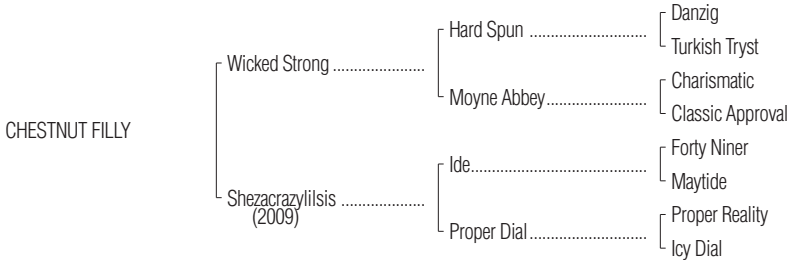 Danzig
Hard Spun ............................
Turkish Tryst
Wicked Strong ......................
Charismatic
Moyne Abbey........................
Classic Approval
CHESTNUT FILLY
Forty Niner
Ide..........................................
Maytide
Shezacrazylilsis ....................
(2009)
Proper Reality
Proper Dial............................
Icy Dial